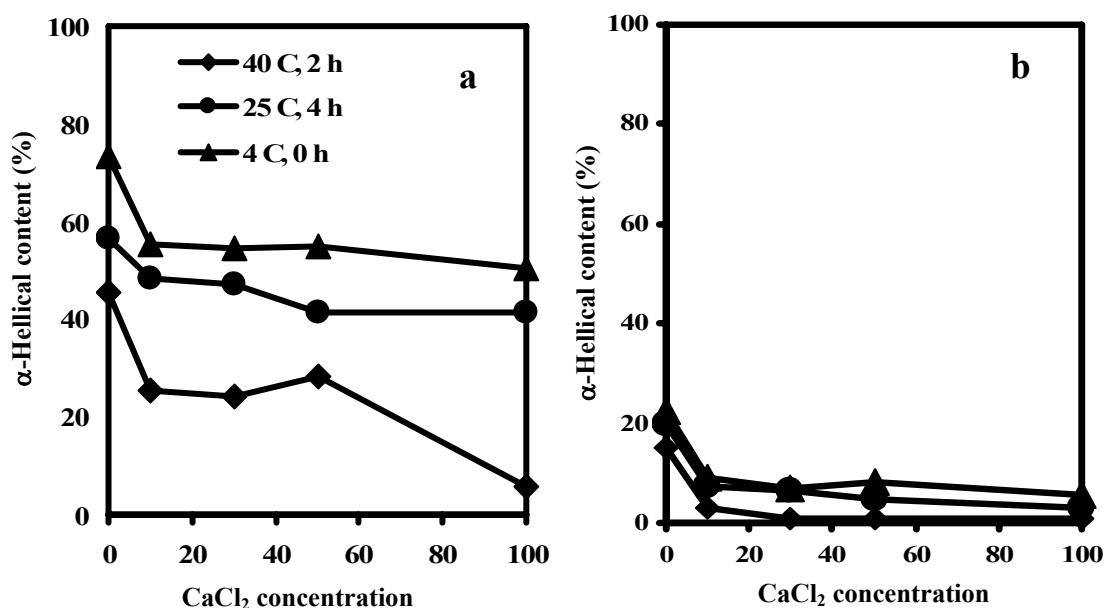 100
80
60
40
20
0
α-Hellical content (%)
40 C, 2 h
25 C, 4 h
4 C, 0 h
a
0 20 40 60 80 100
CaCl2 concentration
100
80
60
40
20
0
α-Hellical content (%)
b
0 20 40 60 80 100
CaCl2 concentration